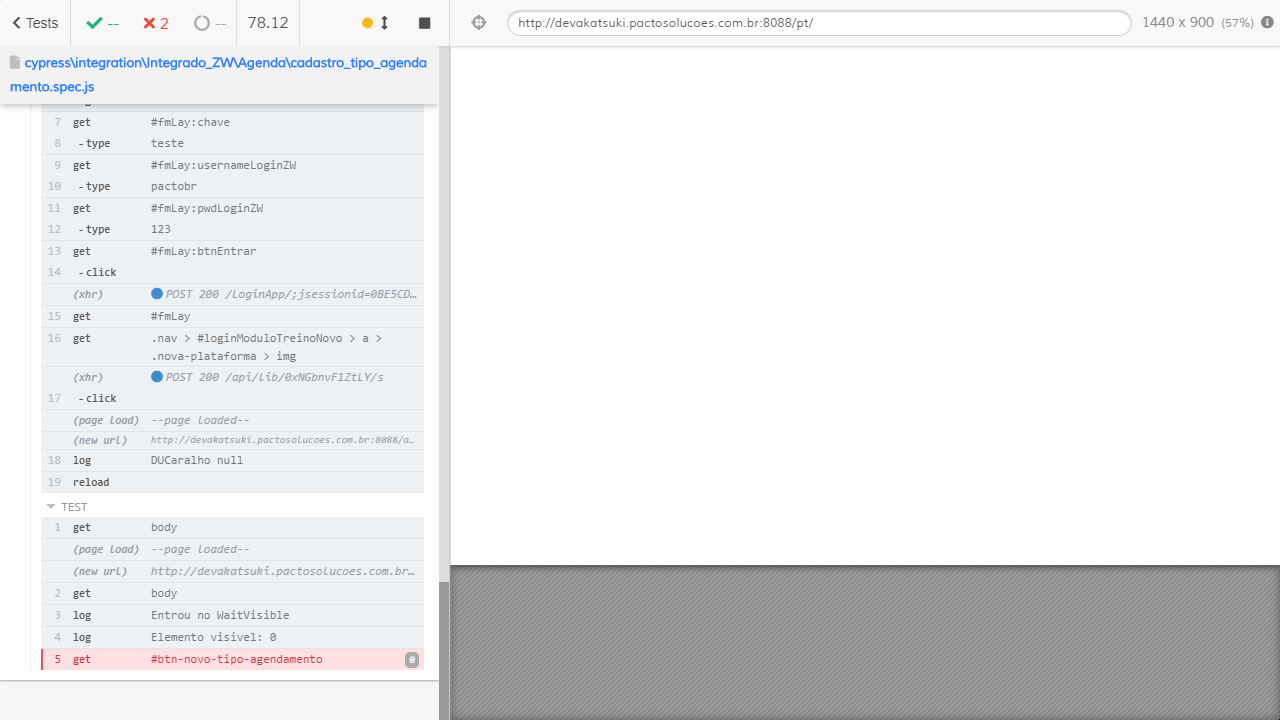 Tests
--
2
--
78.12
http://devakatsuki.pactosolucoes.com.br:8088/pt/
1440 x 900 (57%)
cypress\integration\Integrado_ZW\Agenda\cadastro_tipo_agenda
mento.spec.js
7 get #fmLay:chave
8 -type teste
9 get #fmLay:usernameLoginZW
10 -type pactobr
11 get #fmLay:pwdLoginZW
12 -type 123
13 get #fmLay:btnEntrar
14 -click
(xhr) POST 200 /LoginApp/;jsessionid=0BE5CD…
15 get #fmLay
16 get .nav > #loginModuloTreinoNovo > a >
.nova-plataforma > img
(xhr) POST 200 /api/lib/0xNGbnvF1ZtLY/s
17 -click
(page load) --page loaded--
(new url) http://devakatsuki.pactosolucoes.com.br:8088/a…
18 log DUCaralho null
19 reload
TEST
1 get body
(page load) --page loaded--
(new url) http://devakatsuki.pactosolucoes.com.br…
2 get body
3 log Entrou no WaitVisible
4 log Elemento visivel: 0
5 get #btn-novo-tipo-agendamento 0